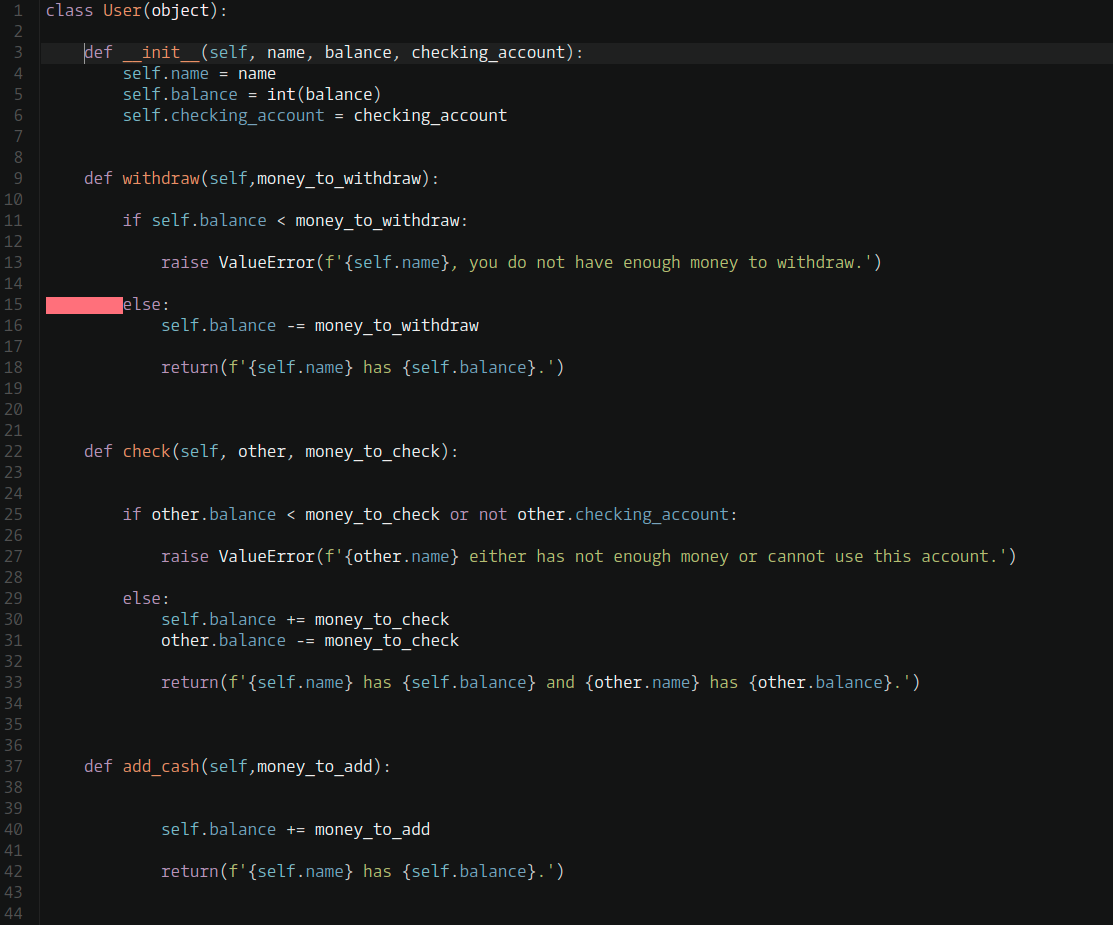 1 class User(object):
2
3     def __init__(self, name, balance, checking_account):
4         self.name = name
5         self.balance = int(balance)
6         self.checking_account = checking_account
7
8
9     def withdraw(self,money_to_withdraw):
10
11         if self.balance < money_to_withdraw:
12
13             raise ValueError(f'{self.name}, you do not have enough money to withdraw.')
14
15         else:
16             self.balance -= money_to_withdraw
17
18             return(f'{self.name} has {self.balance}.')
19
20
21
22     def check(self, other, money_to_check):
23
24
25         if other.balance < money_to_check or not other.checking_account:
26
27             raise ValueError(f'{other.name} either has not enough money or cannot use this account.')
28
29         else:
30             self.balance += money_to_check
31             other.balance -= money_to_check
32
33             return(f'{self.name} has {self.balance} and {other.name} has {other.balance}.')
34
35
36
37     def add_cash(self,money_to_add):
38
39
40             self.balance += money_to_add
41
42             return(f'{self.name} has {self.balance}.')
43
44